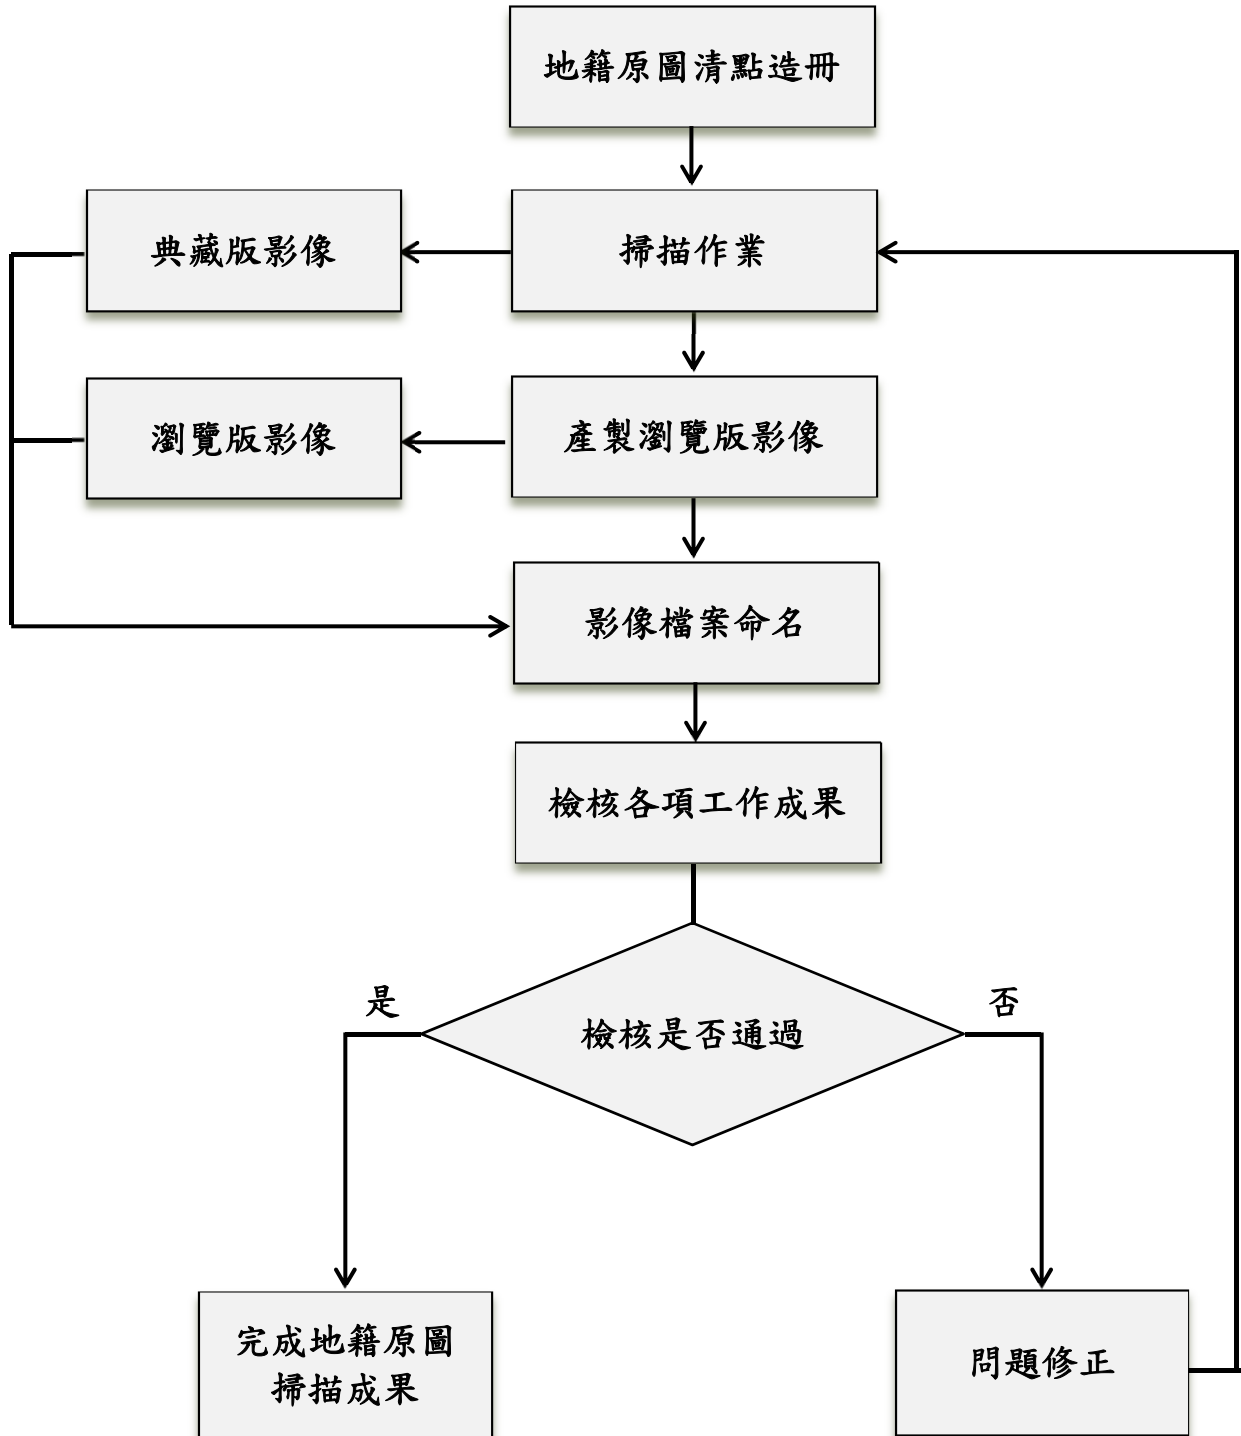 地籍原圖清點造冊
典藏版影像
掃描作業
瀏覽版影像
產製瀏覽版影像
影像檔案命名
檢核各項工作成果
是
否
檢核是否通過
完成地籍原圖
掃描成果
問題修正